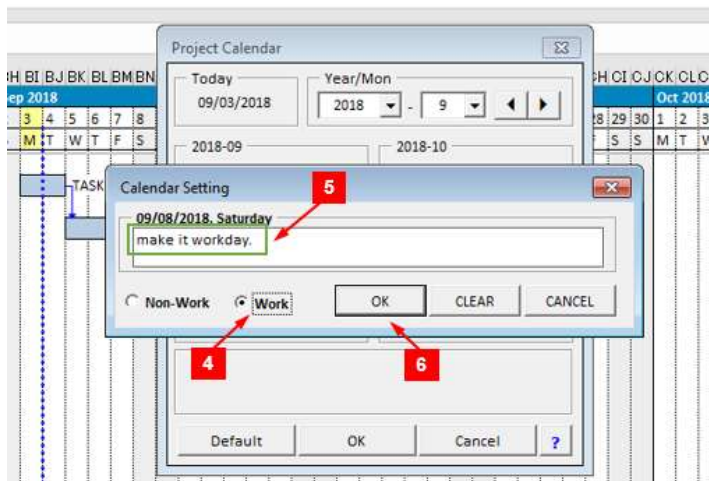 Project Calendar
BI BJ BK BL BM BN
CI CJ CK CL
2018
Oct 2018
3 4 5 6 7 8
29 30 1 2 3
M T W T F S
S S M T
Today
09/03/2018
Year/Mon
2018 - 9
2018-09
2018-10
TASK
Calendar Setting
5
09/08/2018, Saturday
make it workday.
Non-Work
Work
OK
CLEAR
CANCEL
4
6
Default
OK
Cancel
?